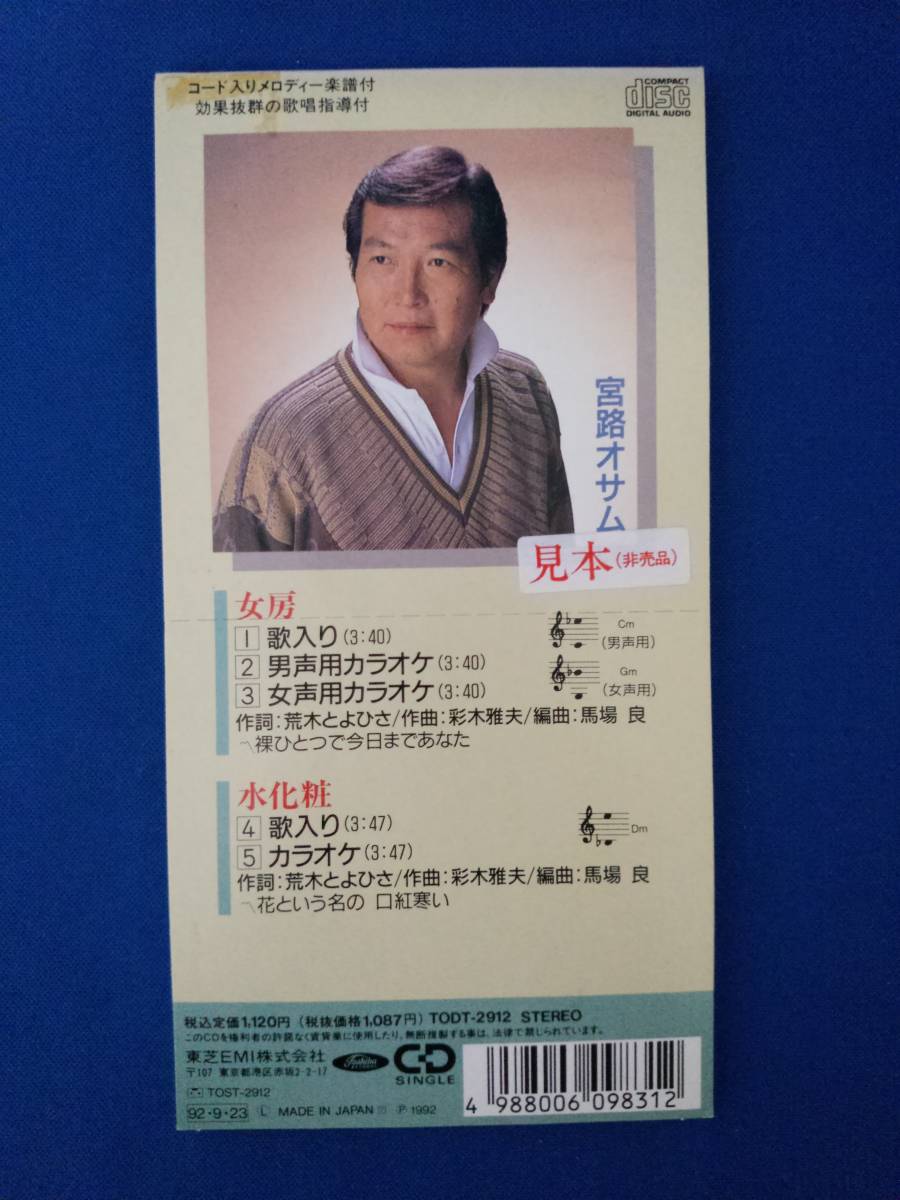 コード入りメロディー楽譜付
効果抜群の歌唱指導付
COMPACT
disc
DIGITAL AUDIO
宮路オサム
見本(非売品)
女房
1 歌入り(3:40)
Cm
(男声用)
2 男声用カラオケ(3:40)
3 女声用カラオケ(3:40)
Gm
(女声用)
作詞:荒木とよひさ/作曲:彩木雅夫/編曲:馬場 良
〽裸ひとつで今日まであなた
水化粧
4 歌入り(3:47)
Dm
5 カラオケ(3:47)
作詞:荒木とよひさ/作曲:彩木雅夫/編曲:馬場 良
〽花という名の 口紅寒い
税込定価1,120円 (税抜価格1,087円) TODT-2912 STEREO
このCDを権利者の許諾なく賃貸業に使用したり、無断複製する事は、法律で禁じられています。
東芝EMI株式会社
〒107 東京都港区赤坂2-2-17
Toshiba
CD
SINGLE
TOST-2912
92・9・23 Ⓛ MADE IN JAPAN Ⓟ 1992
4 988006 098312